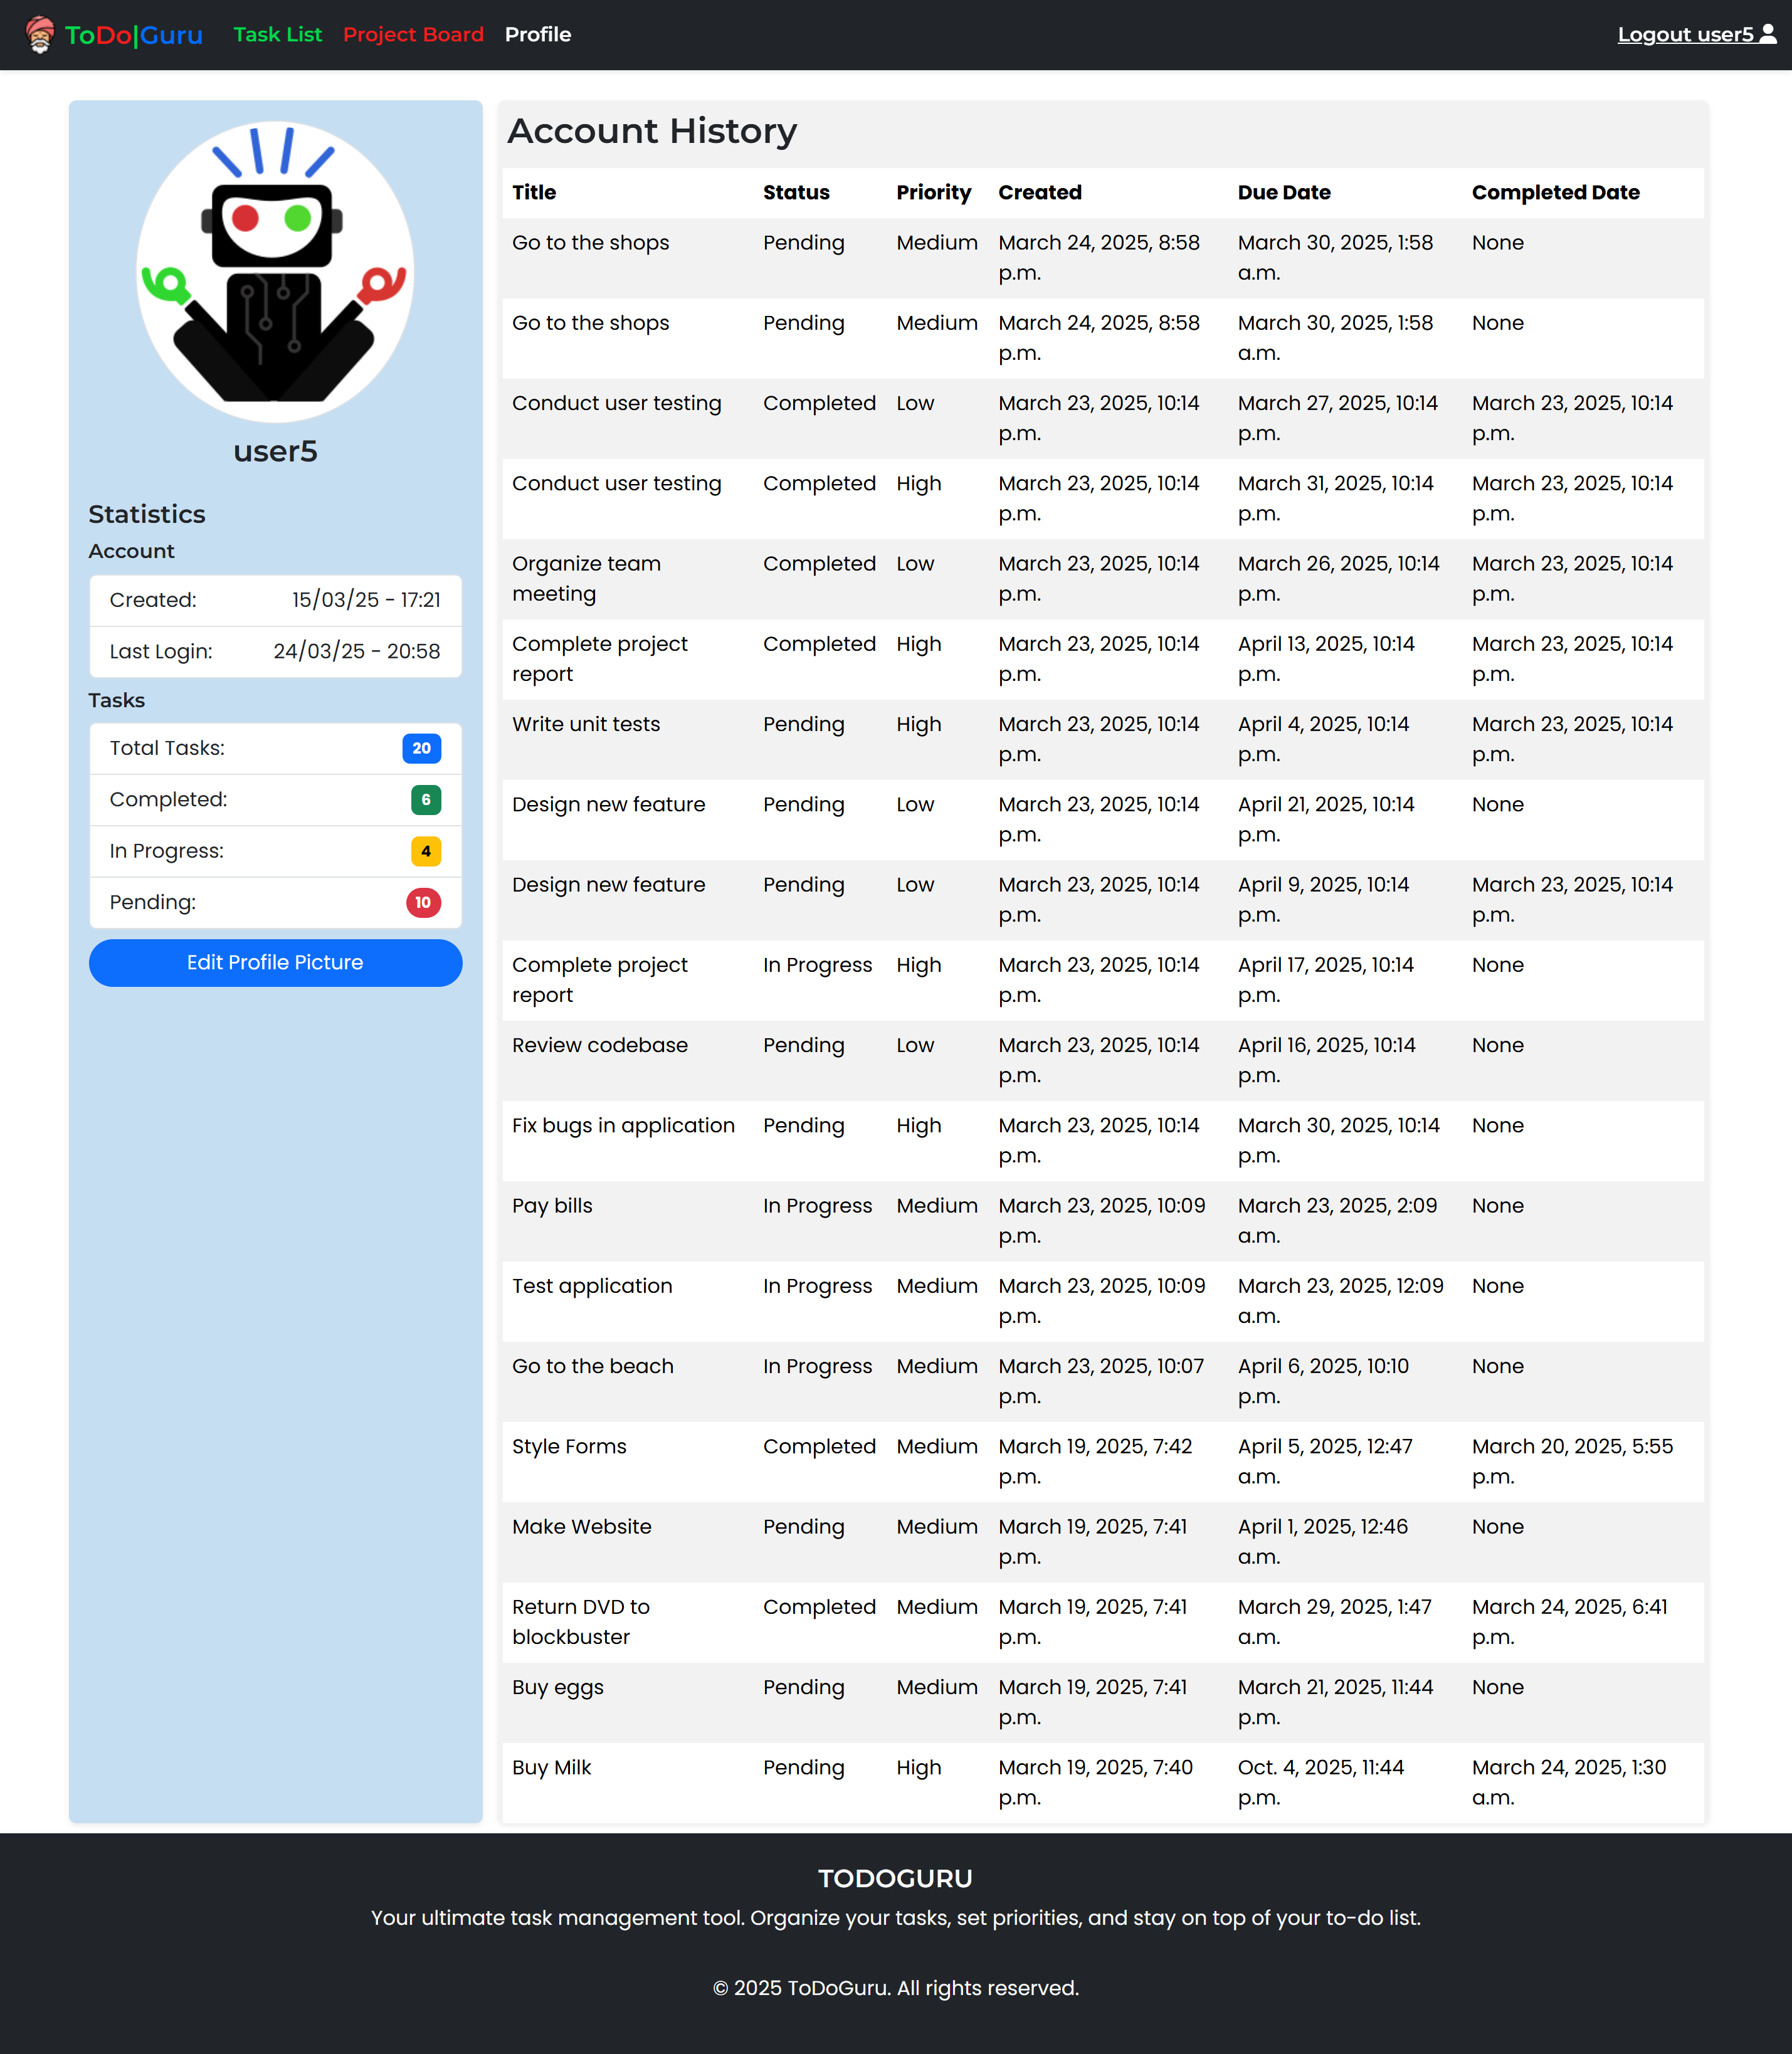 ToDo|Guru Task List Project Board Profile Logout user5
user5
Statistics
Account
Created: 15/03/25 - 17:21
Last Login: 24/03/25 - 20:58
Tasks
Total Tasks: 20
Completed: 6
In Progress: 4
Pending: 10
Edit Profile Picture
Account History
Title Status Priority Created Due Date Completed Date
Go to the shops Pending Medium March 24, 2025, 8:58 March 30, 2025, 1:58 None
p.m. a.m.
Go to the shops Pending Medium March 24, 2025, 8:58 March 30, 2025, 1:58 None
p.m. a.m.
Conduct user testing Completed Low March 23, 2025, 10:14 March 27, 2025, 10:14 March 23, 2025, 10:14
p.m. p.m. p.m.
Conduct user testing Completed High March 23, 2025, 10:14 March 31, 2025, 10:14 March 23, 2025, 10:14
p.m. p.m. p.m.
Organize team Completed Low March 23, 2025, 10:14 March 26, 2025, 10:14 March 23, 2025, 10:14
meeting p.m. p.m. p.m.
Complete project Completed High March 23, 2025, 10:14 April 13, 2025, 10:14 March 23, 2025, 10:14
report p.m. p.m. p.m.
Write unit tests Pending High March 23, 2025, 10:14 April 4, 2025, 10:14 March 23, 2025, 10:14
p.m. p.m. p.m.
Design new feature Pending Low March 23, 2025, 10:14 April 21, 2025, 10:14 None
p.m. p.m.
Design new feature Pending Low March 23, 2025, 10:14 April 9, 2025, 10:14 March 23, 2025, 10:14
p.m. p.m. p.m.
Complete project In Progress High March 23, 2025, 10:14 April 17, 2025, 10:14 None
report p.m. p.m.
Review codebase Pending Low March 23, 2025, 10:14 April 16, 2025, 10:14 None
p.m. p.m.
Fix bugs in application Pending High March 23, 2025, 10:14 March 30, 2025, 10:14 None
p.m. p.m.
Pay bills In Progress Medium March 23, 2025, 10:09 March 23, 2025, 2:09 None
p.m. a.m.
Test application In Progress Medium March 23, 2025, 10:09 March 23, 2025, 12:09 None
p.m. a.m.
Go to the beach In Progress Medium March 23, 2025, 10:07 April 6, 2025, 10:10 None
p.m. p.m.
Style Forms Completed Medium March 19, 2025, 7:42 April 5, 2025, 12:47 March 20, 2025, 5:55
p.m. a.m. p.m.
Make Website Pending Medium March 19, 2025, 7:41 April 1, 2025, 12:46 None
p.m. a.m.
Return DVD to Completed Medium March 19, 2025, 7:41 March 29, 2025, 1:47 March 24, 2025, 6:41
blockbuster p.m. a.m. p.m.
Buy eggs Pending Medium March 19, 2025, 7:41 March 21, 2025, 11:44 None
p.m. p.m.
Buy Milk Pending High March 19, 2025, 7:40 Oct. 4, 2025, 11:44 March 24, 2025, 1:30
p.m. p.m. a.m.
TODOGURU
Your ultimate task management tool. Organize your tasks, set priorities, and stay on top of your to-do list.
© 2025 ToDoGuru. All rights reserved.